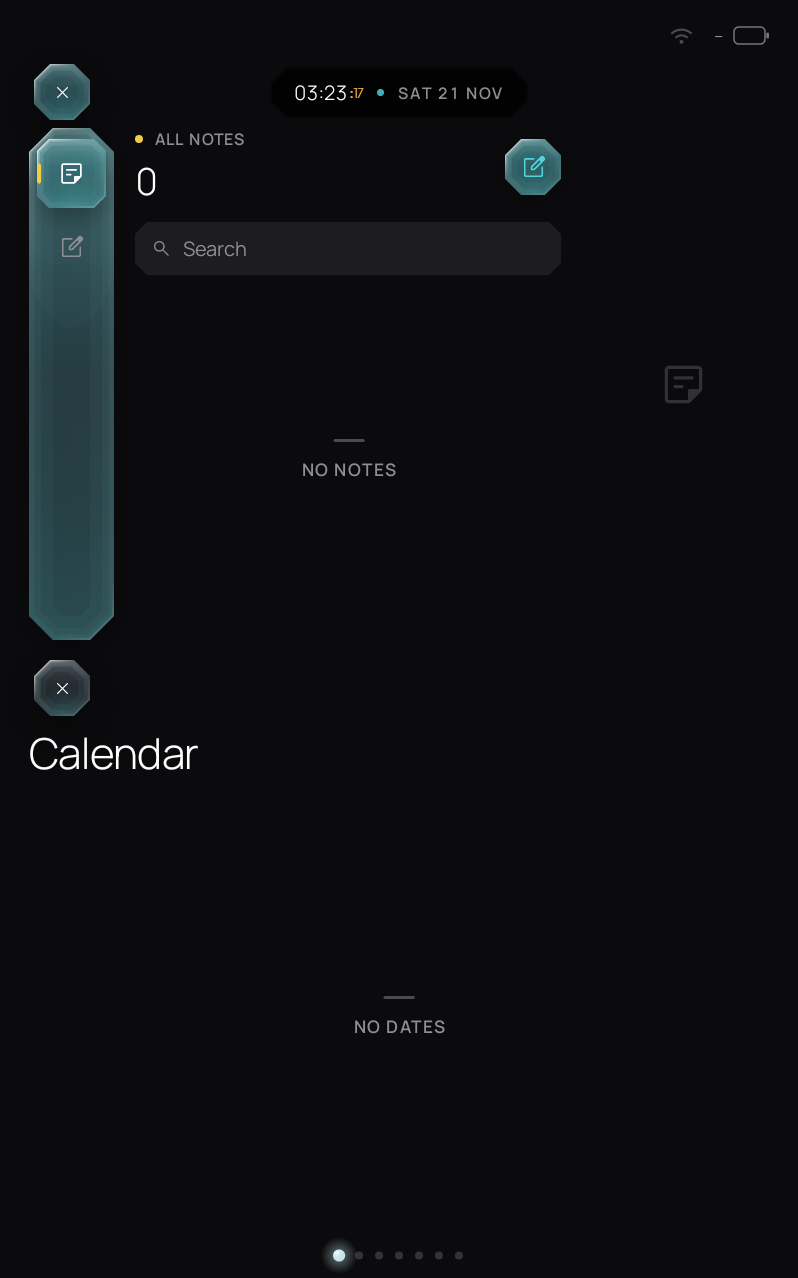 –
03:23:17 • SAT 21 NOV
ALL NOTES
0
Search
NO NOTES
Calendar
NO DATES